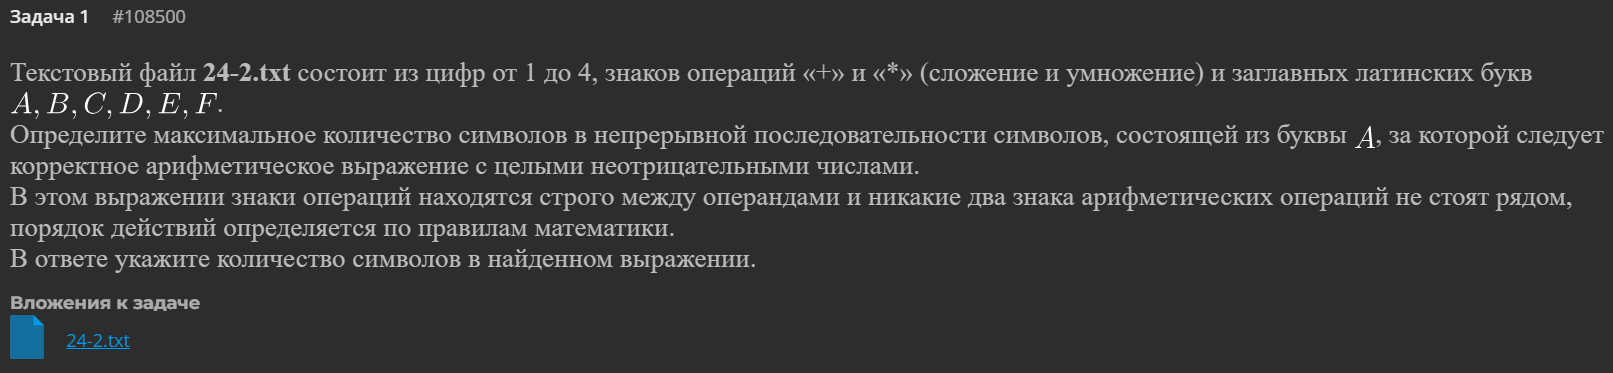 Задача 1 #108500
Текстовый файл 24-2.txt состоит из цифр от 1 до 4, знаков операций «+» и «*» (сложение и умножение) и заглавных латинских букв
A, B, C, D, E, F.
Определите максимальное количество символов в непрерывной последовательности символов, состоящей из буквы A, за которой следует
корректное арифметическое выражение с целыми неотрицательными числами.
В этом выражении знаки операций находятся строго между операндами и никакие два знака арифметических операций не стоят рядом,
порядок действий определяется по правилам математики.
В ответе укажите количество символов в найденном выражении.
Вложения к задаче
24-2.txt